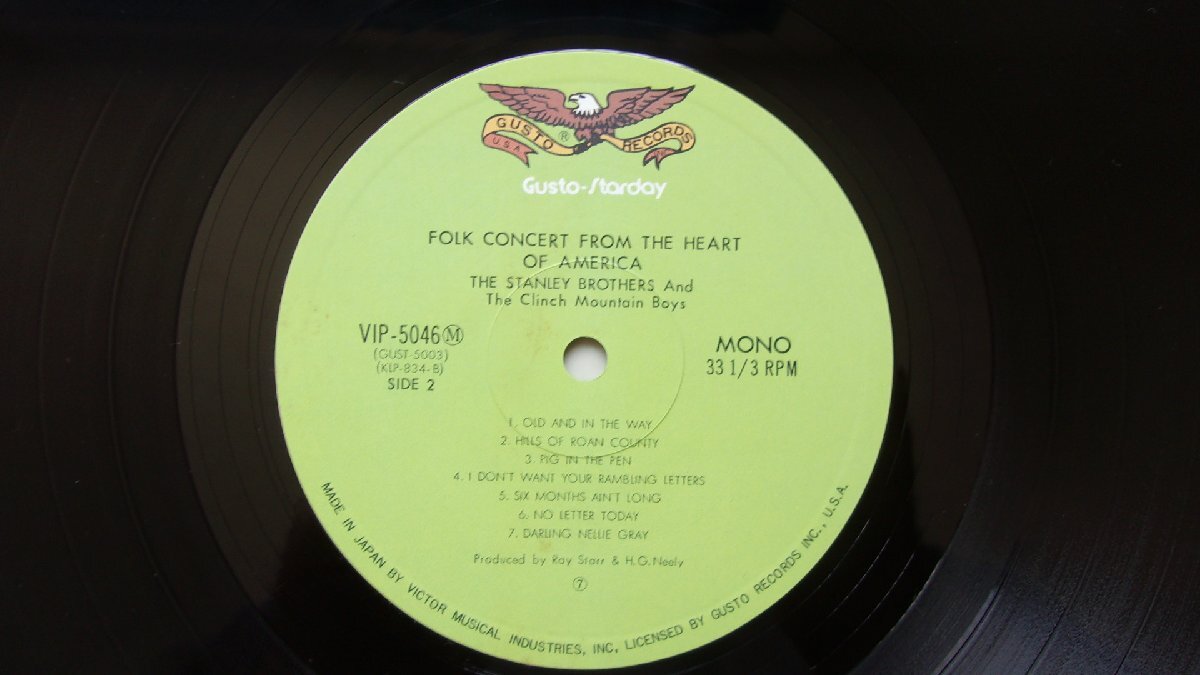 GUSTO ® RECORDS
U.S.A. INC.
Gusto-Starday
FOLK CONCERT FROM THE HEART
OF AMERICA
THE STANLEY BROTHERS And
The Clinch Mountain Boys
VIP-5046 Ⓜ
(GUST-5003)
(KLP-834-B)
SIDE 2
MONO
33 1/3 RPM
1. OLD AND IN THE WAY
2. HILLS OF ROAN COUNTY
3. PIG IN THE PEN
4. I DON'T WANT YOUR RAMBLING LETTERS
5. SIX MONTHS AIN'T LONG
6. NO LETTER TODAY
7. DARLING NELLIE GRAY
Produced by Ray Starr & H.G.Neely
⑦
MADE IN JAPAN BY VICTOR MUSICAL INDUSTRIES, INC. LICENSED BY GUSTO RECORDS INC., U.S.A.